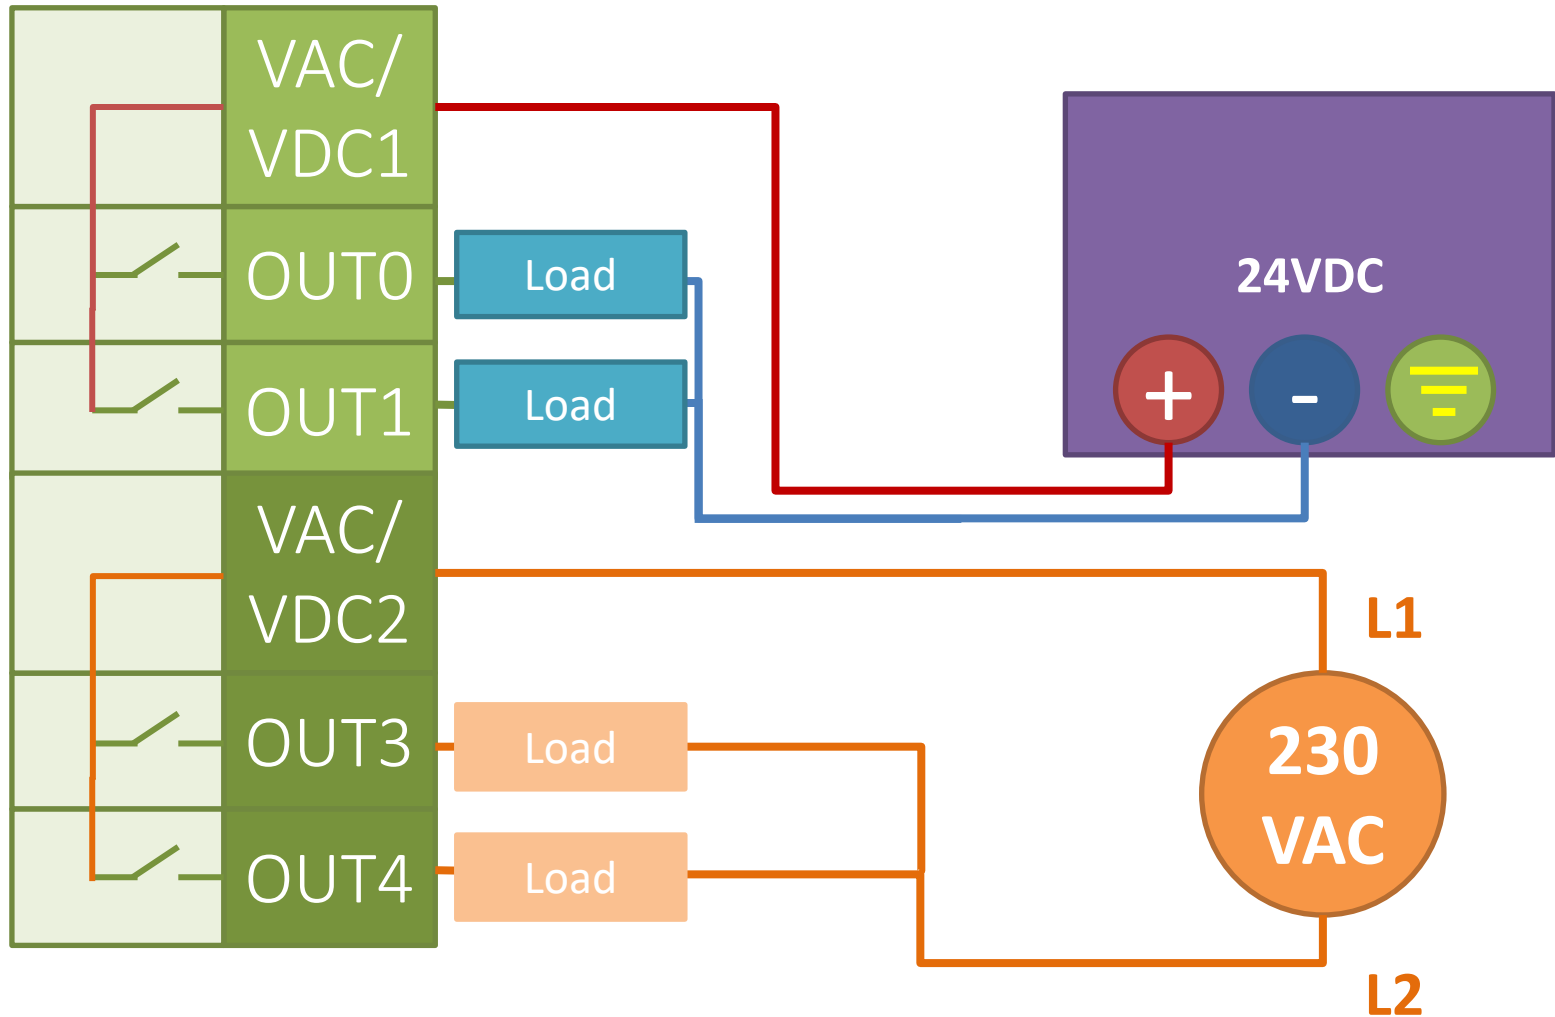 VAC/
VDC1
OUT0
Load
OUT1
Load
24VDC
+
-
VAC/
VDC2
OUT3
Load
OUT4
Load
L1
230
VAC
L2